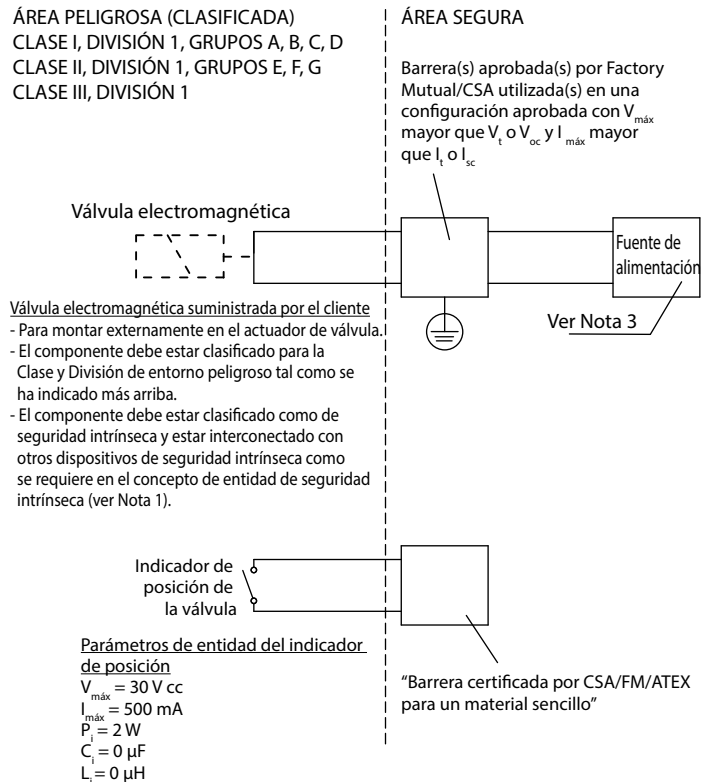 ÁREA PELIGROSA (CLASIFICADA)
CLASE I, DIVISIÓN 1, GRUPOS A, B, C, D
CLASE II, DIVISIÓN 1, GRUPOS E, F, G
CLASE III, DIVISIÓN 1
ÁREA SEGURA
Barrera(s) aprobada(s) por Factory
Mutual/CSA utilizada(s) en una
configuración aprobada con Vmáx
mayor que Vt o Voc y I máx mayor
que It o Isc
Válvula electromagnética
Fuente de
alimentación
Ver Nota 3
Válvula electromagnética suministrada por el cliente
- Para montar externamente en el actuador de válvula.
- El componente debe estar clasificado para la
Clase y División de entorno peligroso tal como se
ha indicado más arriba.
- El componente debe estar clasificado como de
seguridad intrínseca y estar interconectado con
otros dispositivos de seguridad intrínseca como
se requiere en el concepto de entidad de seguridad
intrínseca (ver Nota 1).
Indicador de
posición de
la válvula
Parámetros de entidad del indicador
de posición
Vmáx = 30 V cc
Imáx = 500 mA
Pi = 2 W
Ci = 0 µF
Li = 0 µH
"Barrera certificada por CSA/FM/ATEX
para un material sencillo"